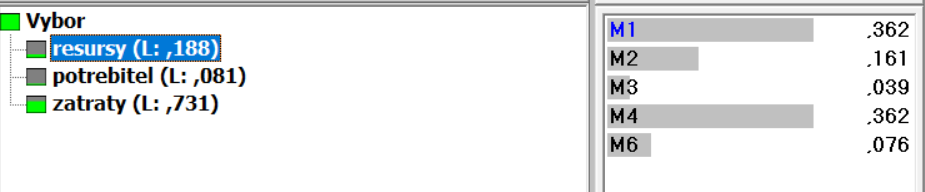 Vybor
resursy (L: ,188)
potrebitel (L: ,081)
zatraty (L: ,731)
M1 ,362
M2 ,161
M3 ,039
M4 ,362
M6 ,076